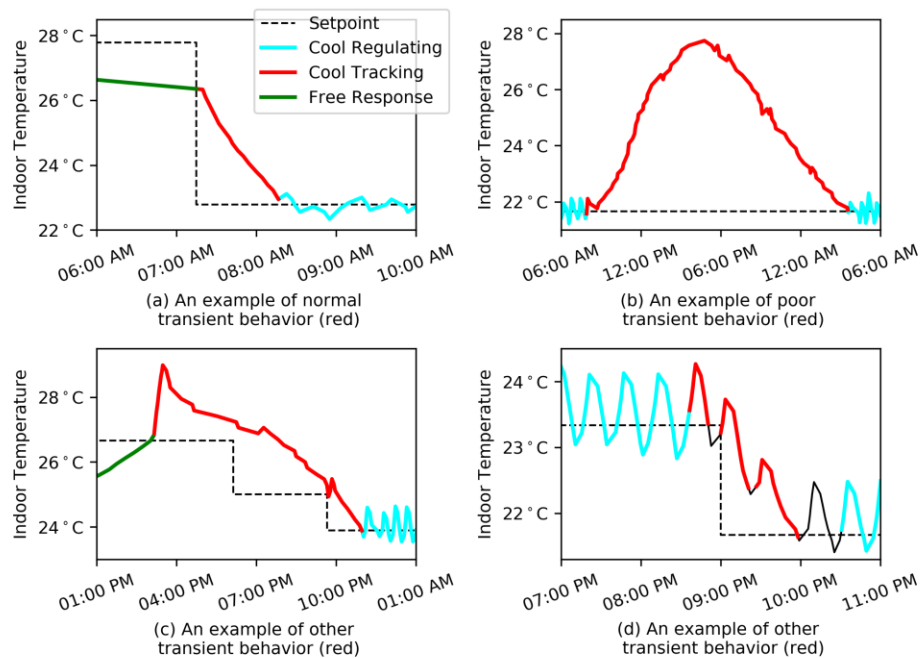 Setpoint
Cool Regulating
Cool Tracking
Free Response
Indoor Temperature
28°C
26°C
24°C
22°C
06:00 AM 07:00 AM 08:00 AM 09:00 AM 10:00 AM
(a) An example of normal
transient behavior (red)
Indoor Temperature
28°C
26°C
24°C
22°C
06:00 AM 12:00 PM 06:00 PM 12:00 AM 06:00 AM
(b) An example of poor
transient behavior (red)
Indoor Temperature
28°C
26°C
24°C
01:00 PM 04:00 PM 07:00 PM 10:00 PM 01:00 AM
(c) An example of other
transient behavior (red)
Indoor Temperature
24°C
23°C
22°C
07:00 PM 08:00 PM 09:00 PM 10:00 PM 11:00 PM
(d) An example of other
transient behavior (red)